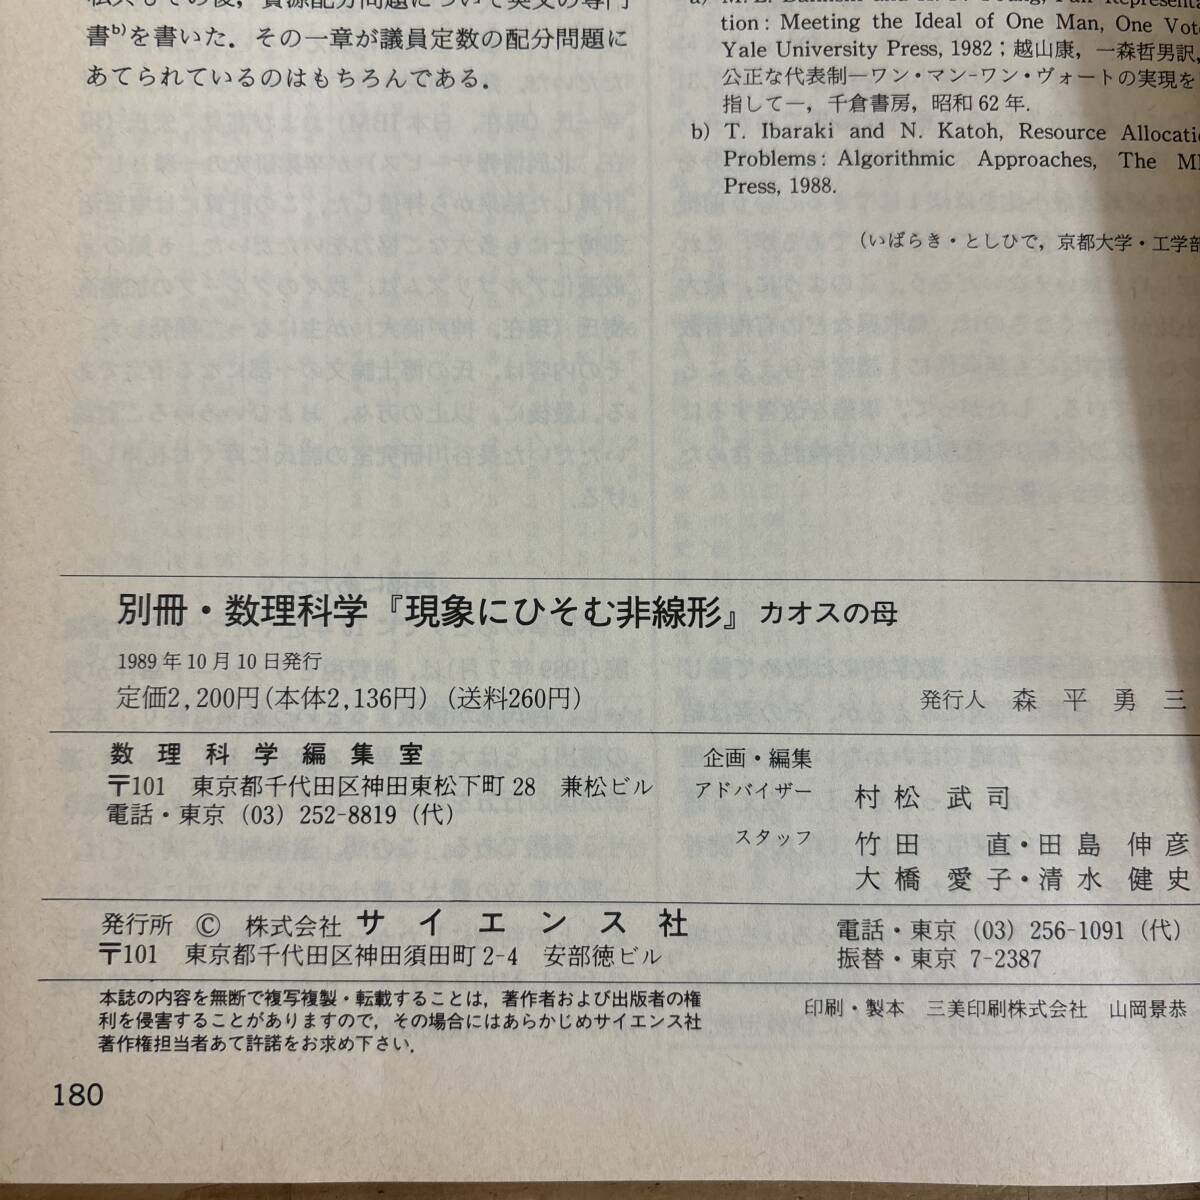 書b)を書いた．その一章が議員定数の配分問題に
あてられているのはもちろんである．
tion: Meeting the Ideal of One Man, One Vot
Yale University Press, 1982；越山康，一森哲男訳，
公正な代表制―ワン・マン-ワン・ヴォートの実現を
指して―，千倉書房，昭和62年．
b) T. Ibaraki and N. Katoh, Resource Allocati
Problems: Algorithmic Approaches, The MI
Press, 1988.
（いばらき・としひで，京都大学・工学部
別冊・数理科学『現象にひそむ非線形』カオスの母
1989年10月10日発行
定価2,200円（本体2,136円）（送料260円）
発行人 森平勇三
数理科学編集室
〒101 東京都千代田区神田東松下町28 兼松ビル
電話・東京（03）252-8819（代）
企画・編集
アドバイザー 村松武司
スタッフ 竹田 直・田島伸彦
大橋愛子・清水健史
発行所 © 株式会社 サイエンス社
〒101 東京都千代田区神田須田町2-4 安部徳ビル
電話・東京（03）256-1091（代）
振替・東京 7-2387
本誌の内容を無断で複写複製・転載することは，著作者および出版者の権
利を侵害することがありますので，その場合にはあらかじめサイエンス社
著作権担当者あて許諾をお求め下さい．
印刷・製本 三美印刷株式会社 山岡景恭
180